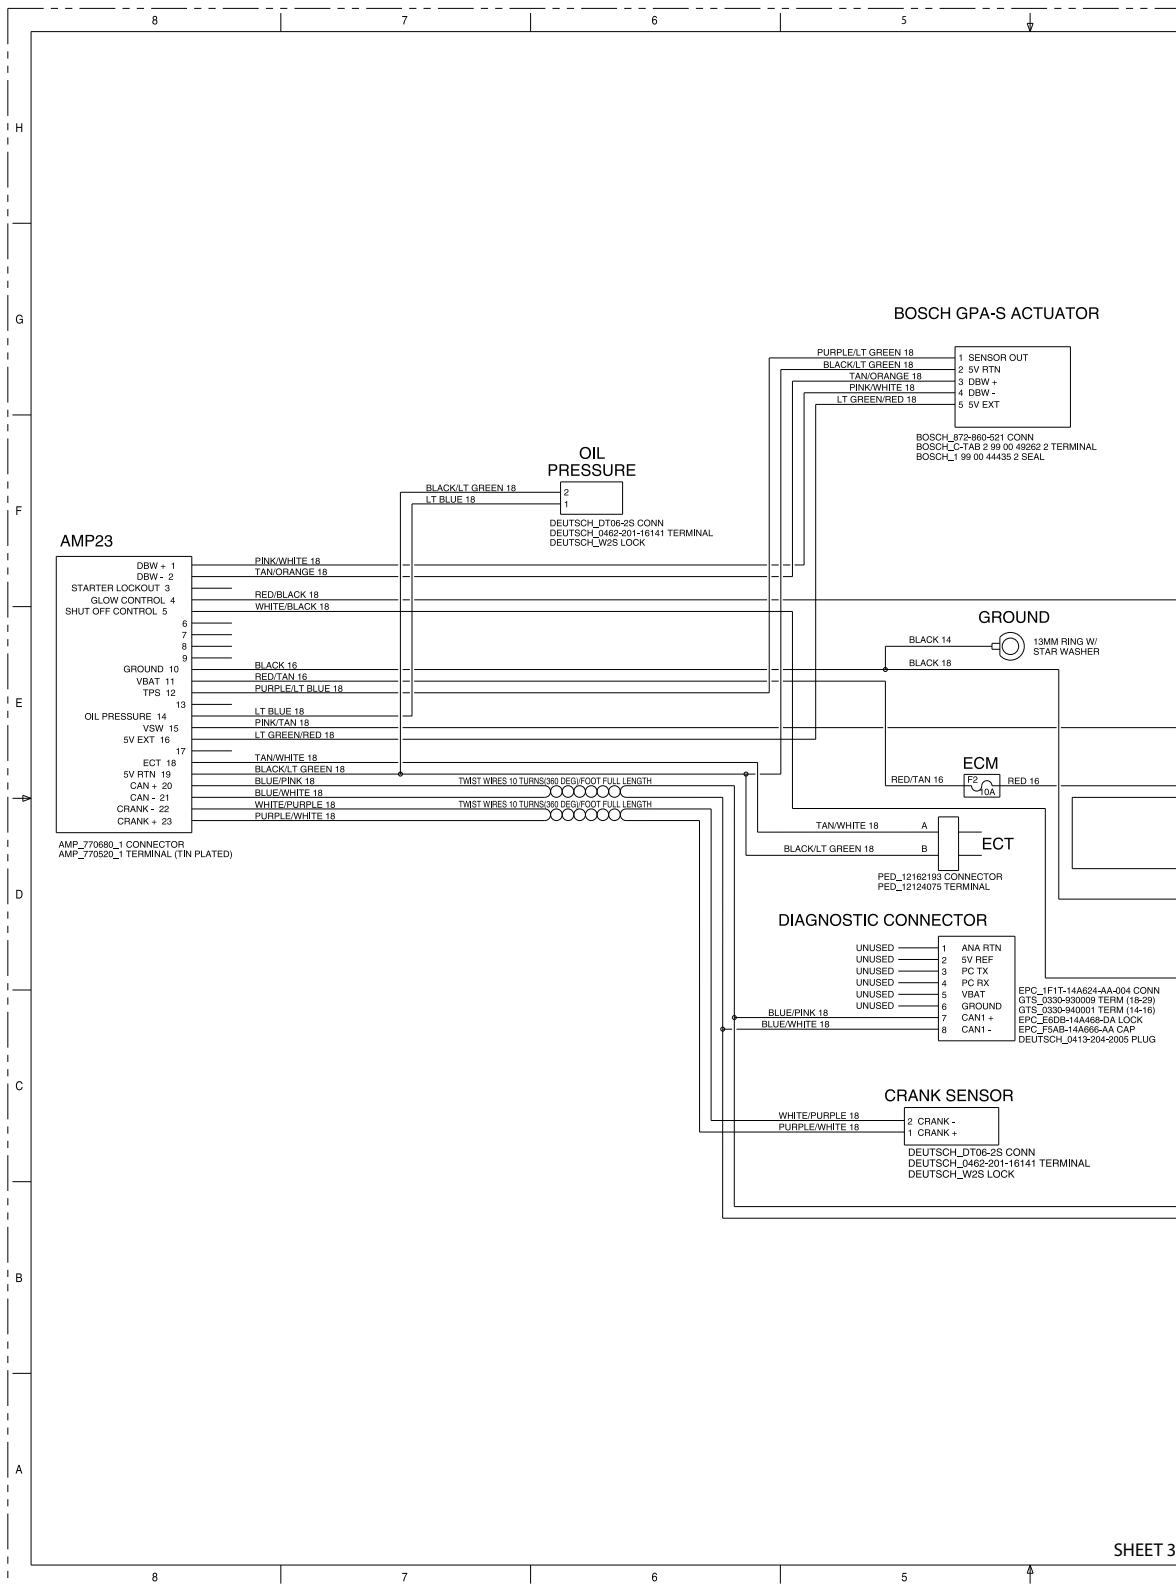 8 7 6 5
H
G
BOSCH GPA-S ACTUATOR
PURPLE/LT GREEN 18 1 SENSOR OUT
BLACK/LT GREEN 18 2 5V RTN
TAN/ORANGE 18 3 DBW +
PINK/WHITE 18 4 DBW -
LT GREEN/RED 18 5 5V EXT
BOSCH_872-860-521 CONN
BOSCH_C-TAB 2 99 00 49262 2 TERMINAL
BOSCH_1 99 00 44435 2 SEAL
OIL
PRESSURE
BLACK/LT GREEN 18 2
LT BLUE 18 1
F
DEUTSCH_DT06-2S CONN
DEUTSCH_0462-201-16141 TERMINAL
DEUTSCH_W2S LOCK
AMP23
DBW + 1 PINK/WHITE 18
DBW - 2 TAN/ORANGE 18
STARTER LOCKOUT 3
GLOW CONTROL 4 RED/BLACK 18
SHUT OFF CONTROL 5 WHITE/BLACK 18
6
7
8
9
GROUND 10 BLACK 16
VBAT 11 RED/TAN 16
TPS 12 PURPLE/LT BLUE 18
13
OIL PRESSURE 14 LT BLUE 18
VSW 15 PINK/TAN 18
5V EXT 16 LT GREEN/RED 18
17
ECT 18 TAN/WHITE 18
5V RTN 19 BLACK/LT GREEN 18
CAN + 20 BLUE/PINK 18 TWIST WIRES 10 TURNS(360 DEG)/FOOT FULL LENGTH
CAN - 21 BLUE/WHITE 18
CRANK - 22 WHITE/PURPLE 18 TWIST WIRES 10 TURNS(360 DEG)/FOOT FULL LENGTH
CRANK + 23 PURPLE/WHITE 18
AMP_770680_1 CONNECTOR
AMP_770520_1 TERMINAL (TIN PLATED)
GROUND
BLACK 14 13MM RING W/
STAR WASHER
BLACK 18
E
ECM
RED/TAN 16 F2 10A RED 16
TAN/WHITE 18 A
ECT
BLACK/LT GREEN 18 B
PED_12162193 CONNECTOR
PED_12124075 TERMINAL
D
DIAGNOSTIC CONNECTOR
UNUSED 1 ANA RTN
UNUSED 2 5V REF
UNUSED 3 PC TX
UNUSED 4 PC RX
UNUSED 5 VBAT
UNUSED 6 GROUND
BLUE/PINK 18 7 CAN1 +
BLUE/WHITE 18 8 CAN1 -
EPC_1F1T-14A624-AA-004 CONN
GTS_0330-930009 TERM (18-29)
GTS_0330-940001 TERM (14-16)
EPC_E6DB-14A468-DA LOCK
EPC_F5AB-14A666-AA CAP
DEUTSCH_0413-204-2005 PLUG
C
CRANK SENSOR
WHITE/PURPLE 18 2 CRANK -
PURPLE/WHITE 18 1 CRANK +
DEUTSCH_DT06-2S CONN
DEUTSCH_0462-201-16141 TERMINAL
DEUTSCH_W2S LOCK
B
A
SHEET 3
8 7 6 5